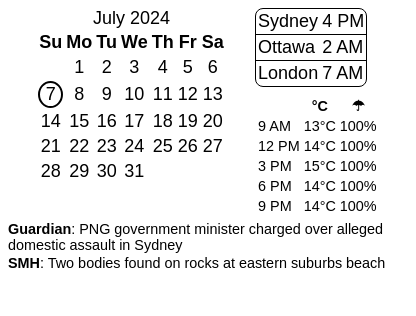 July 2024
Su Mo Tu We Th Fr Sa
1 2 3 4 5 6
7 8 9 10 11 12 13
14 15 16 17 18 19 20
21 22 23 24 25 26 27
28 29 30 31
Sydney 4 PM
Ottawa 2 AM
London 7 AM
°C ☂
9 AM 13°C 100%
12 PM 14°C 100%
3 PM 15°C 100%
6 PM 14°C 100%
9 PM 14°C 100%
Guardian: PNG government minister charged over alleged
domestic assault in Sydney
SMH: Two bodies found on rocks at eastern suburbs beach